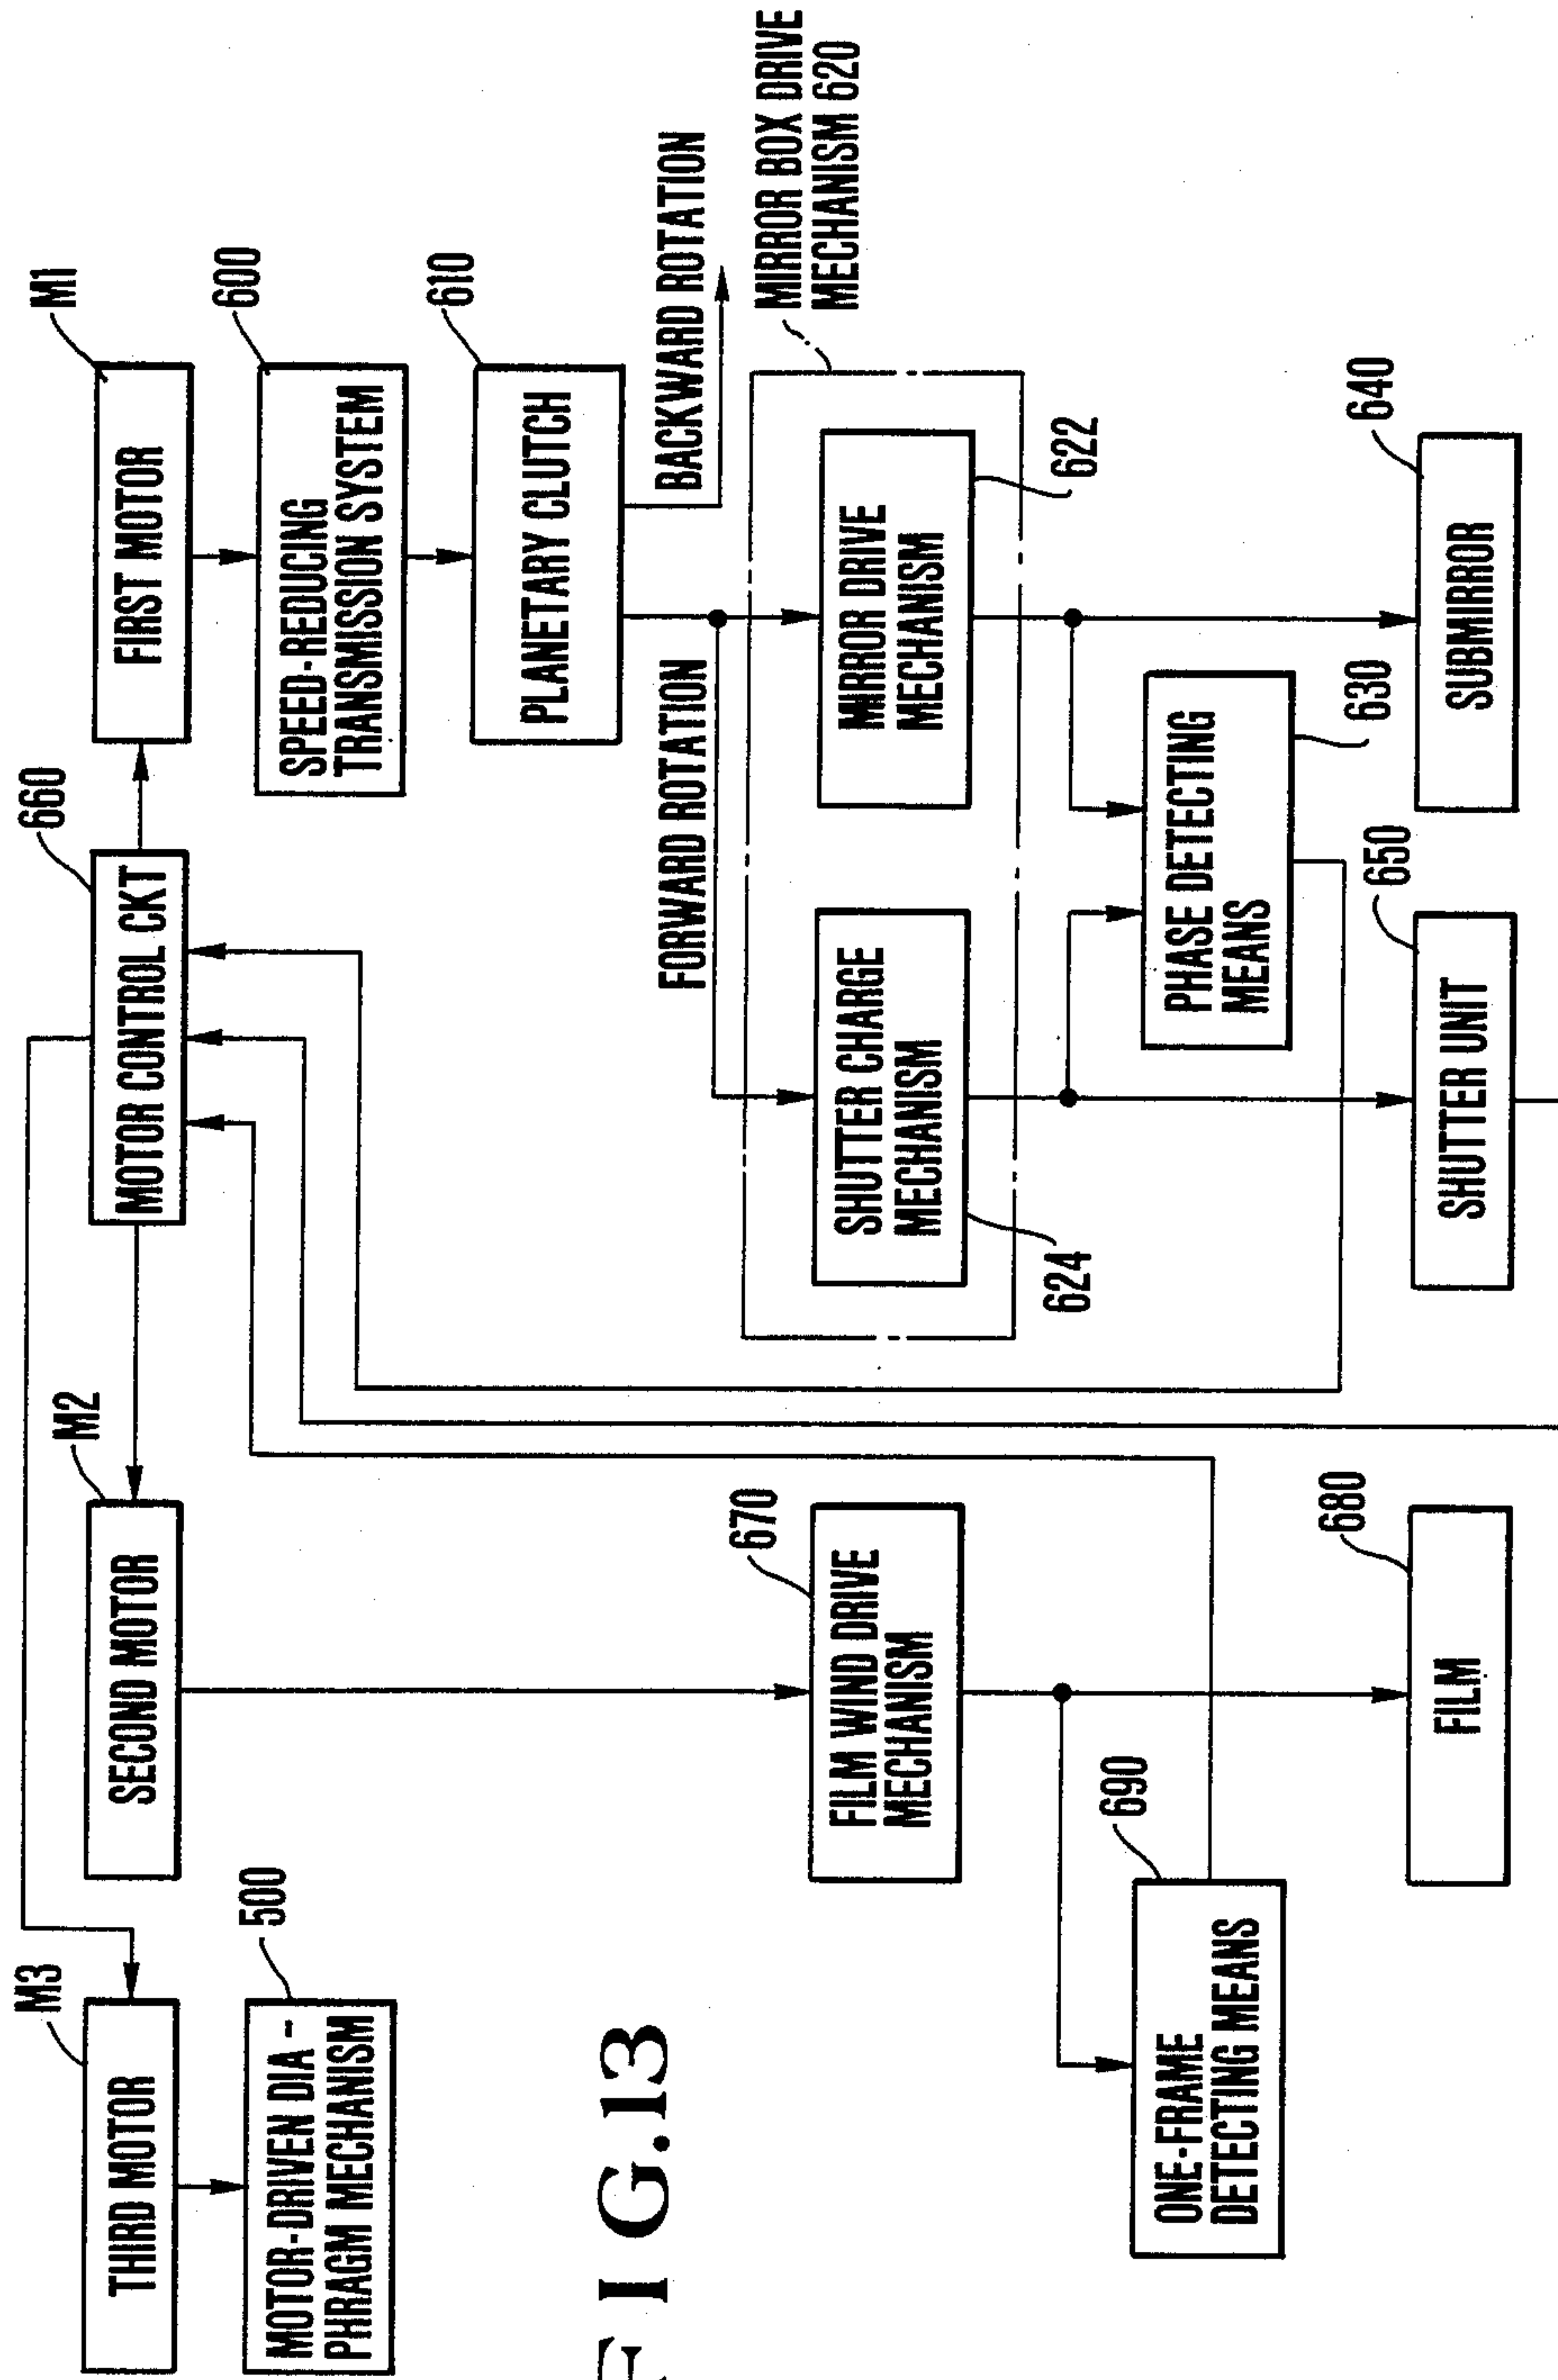 M3
THIRD MOTOR
500
MOTOR-DRIVEN DIA-
PHRAGM MECHANISM
M2
SECOND MOTOR
660
MOTOR CONTROL CKT
M1
FIRST MOTOR
600
SPEED-REDUCING
TRANSMISSION SYSTEM
610
PLANETARY CLUTCH
FORWARD ROTATION
BACKWARD ROTATION
MIRROR BOX DRIVE
MECHANISM 620
670
FILM WIND DRIVE
MECHANISM
SHUTTER CHARGE
MECHANISM
624
MIRROR DRIVE
MECHANISM
622
690
ONE-FRAME
DETECTING MEANS
PHASE DETECTING
MEANS
630
680
FILM
650
SHUTTER UNIT
640
SUBMIRROR
FIG.13